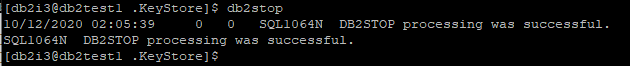 [db2i3@db2test1 .KeyStore]$ db2stop
10/12/2020 02:05:39     0   0   SQL1064N  DB2STOP processing was successful.
SQL1064N  DB2STOP processing was successful.
[db2i3@db2test1 .KeyStore]$